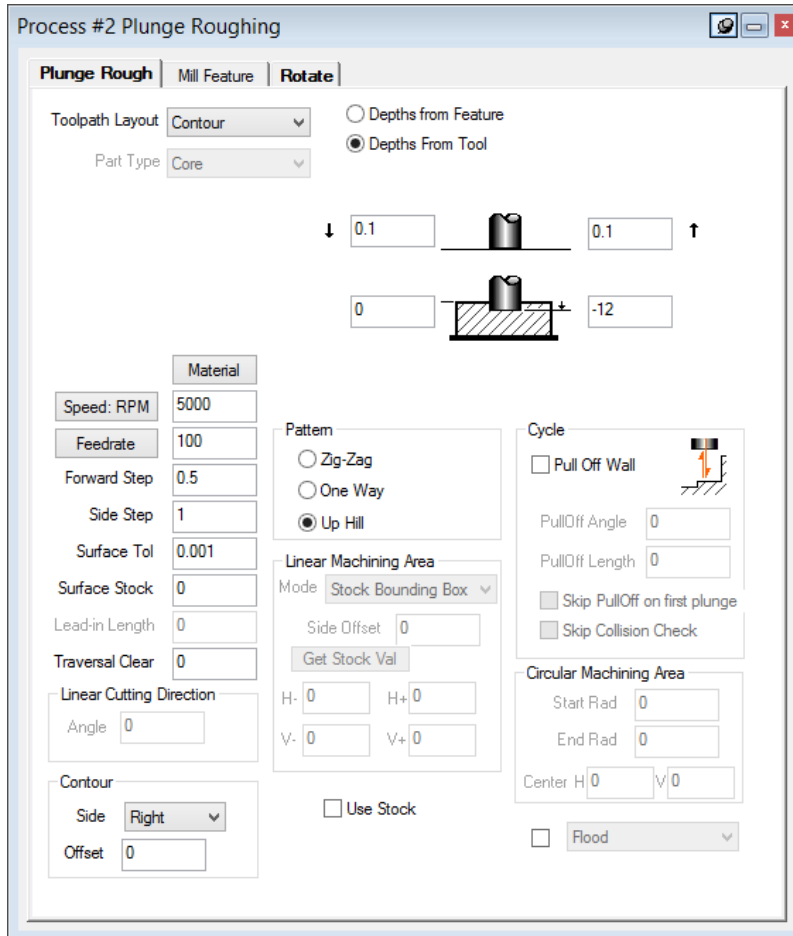 Process #2 Plunge Roughing
Plunge Rough Mill Feature Rotate
Toolpath Layout Contour
Depths from Feature
Part Type Core
Depths From Tool
0.1 0.1
0 -12
Material
Speed: RPM 5000
Feedrate 100
Forward Step 0.5
Side Step 1
Surface Tol 0.001
Surface Stock 0
Lead-in Length 0
Traversal Clear 0
Linear Cutting Direction
Angle 0
Contour
Side Right
Offset 0
Pattern
Zig-Zag
One Way
Up Hill
Linear Machining Area
Mode Stock Bounding Box
Side Offset 0
Get Stock Val
H- 0 H+ 0
V- 0 V+ 0
Use Stock
Cycle
Pull Off Wall
PullOff Angle 0
PullOff Length 0
Skip PullOff on first plunge
Skip Collision Check
Circular Machining Area
Start Rad 0
End Rad 0
Center H 0 V 0
Flood